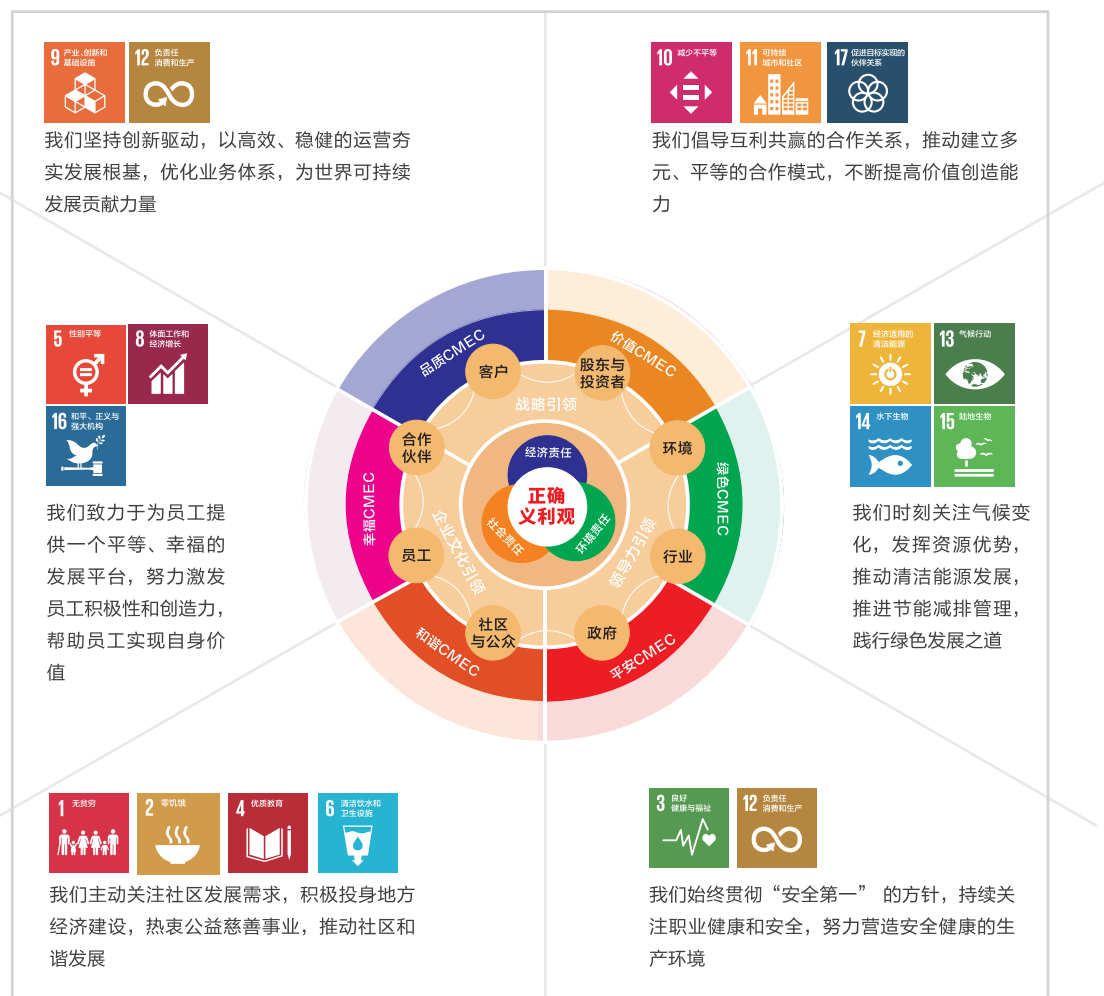 9 产业、创新和
基础设施
12 负责任
消费和生产
我们坚持创新驱动，以高效、稳健的运营夯
实发展根基，优化业务体系，为世界可持续
发展贡献力量
10 减少不平等
11 可持续
城市和社区
17 促进目标实现的
伙伴关系
我们倡导互利共赢的合作关系，推动建立多
元、平等的合作模式，不断提高价值创造能
力
5 性别平等
8 体面工作和
经济增长
16 和平、正义与
强大机构
我们致力于为员工提
供一个平等、幸福的
发展平台，努力激发
员工积极性和创造力，
帮助员工实现自身价
值
品质CMEC
价值CMEC
绿色CMEC
平安CMEC
和谐CMEC
幸福CMEC
客户
股东与
投资者
环境
行业
政府
社区
与公众
员工
合作
伙伴
战略引领
领导力引领
企业文化引领
经济责任
环境责任
社会责任
正确
义利观
7 经济适用的
清洁能源
13 气候行动
14 水下生物
15 陆地生物
我们时刻关注气候变
化，发挥资源优势，
推动清洁能源发展，
推进节能减排管理，
践行绿色发展之道
1 无贫穷
2 零饥饿
4 优质教育
6 清洁饮水和
卫生设施
我们主动关注社区发展需求，积极投身地方
经济建设，热衷公益慈善事业，推动社区和
谐发展
3 良好
健康与福祉
12 负责任
消费和生产
我们始终贯彻“安全第一” 的方针，持续关
注职业健康和安全，努力营造安全健康的生
产环境